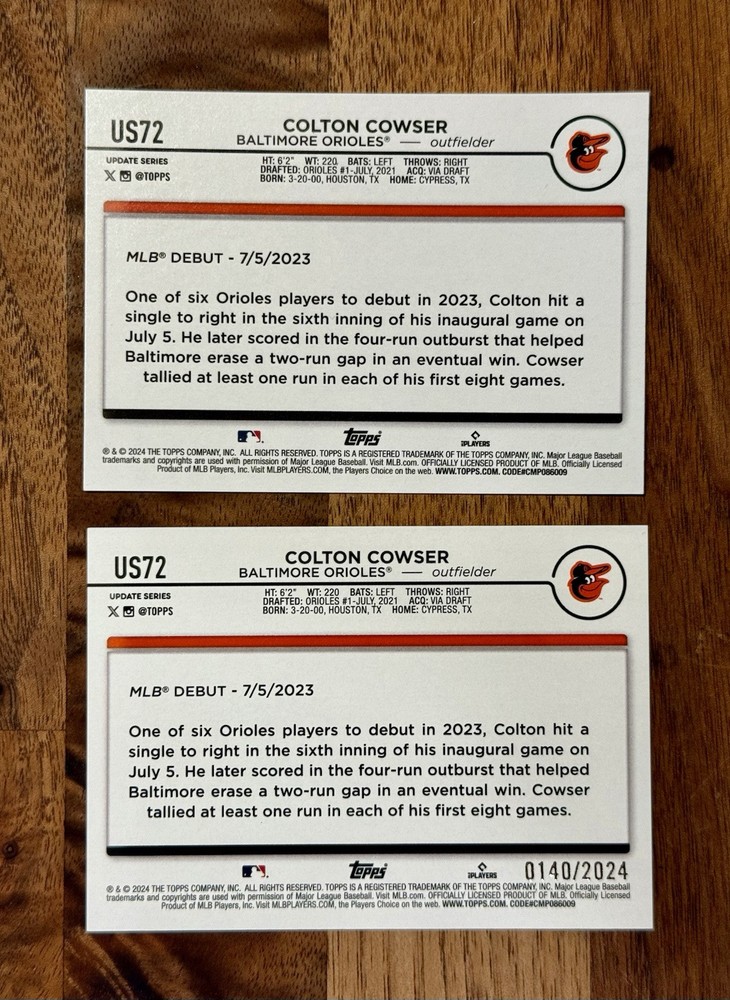 US72
COLTON COWSER
BALTIMORE ORIOLES® — outfielder
UPDATE SERIES
X @TOPPS
HT: 6'2" WT: 220 BATS: LEFT THROWS: RIGHT
DRAFTED: ORIOLES #1-JULY, 2021 ACQ: VIA DRAFT
BORN: 3-20-00, HOUSTON, TX HOME: CYPRESS, TX
MLB® DEBUT - 7/5/2023
One of six Orioles players to debut in 2023, Colton hit a
single to right in the sixth inning of his inaugural game on
July 5. He later scored in the four-run outburst that helped
Baltimore erase a two-run gap in an eventual win. Cowser
tallied at least one run in each of his first eight games.
Topps
PLAYERS
® & © 2024 THE TOPPS COMPANY, INC. ALL RIGHTS RESERVED. TOPPS IS A REGISTERED TRADEMARK OF THE TOPPS COMPANY, INC. Major League Baseball
trademarks and copyrights are used with permission of Major League Baseball. Visit MLB.com. OFFICIALLY LICENSED PRODUCT OF MLB. Officially Licensed
Product of MLB Players, Inc. Visit MLBPLAYERS.COM, the Players Choice on the web. WWW.TOPPS.COM. CODE#CMP086009
US72
COLTON COWSER
BALTIMORE ORIOLES® — outfielder
UPDATE SERIES
X @TOPPS
HT: 6'2" WT: 220 BATS: LEFT THROWS: RIGHT
DRAFTED: ORIOLES #1-JULY, 2021 ACQ: VIA DRAFT
BORN: 3-20-00, HOUSTON, TX HOME: CYPRESS, TX
MLB® DEBUT - 7/5/2023
One of six Orioles players to debut in 2023, Colton hit a
single to right in the sixth inning of his inaugural game on
July 5. He later scored in the four-run outburst that helped
Baltimore erase a two-run gap in an eventual win. Cowser
tallied at least one run in each of his first eight games.
Topps
PLAYERS
0140/2024
® & © 2024 THE TOPPS COMPANY, INC. ALL RIGHTS RESERVED. TOPPS IS A REGISTERED TRADEMARK OF THE TOPPS COMPANY, INC. Major League Baseball
trademarks and copyrights are used with permission of Major League Baseball. Visit MLB.com. OFFICIALLY LICENSED PRODUCT OF MLB. Officially Licensed
Product of MLB Players, Inc. Visit MLBPLAYERS.COM, the Players Choice on the web. WWW.TOPPS.COM. CODE#CMP086009